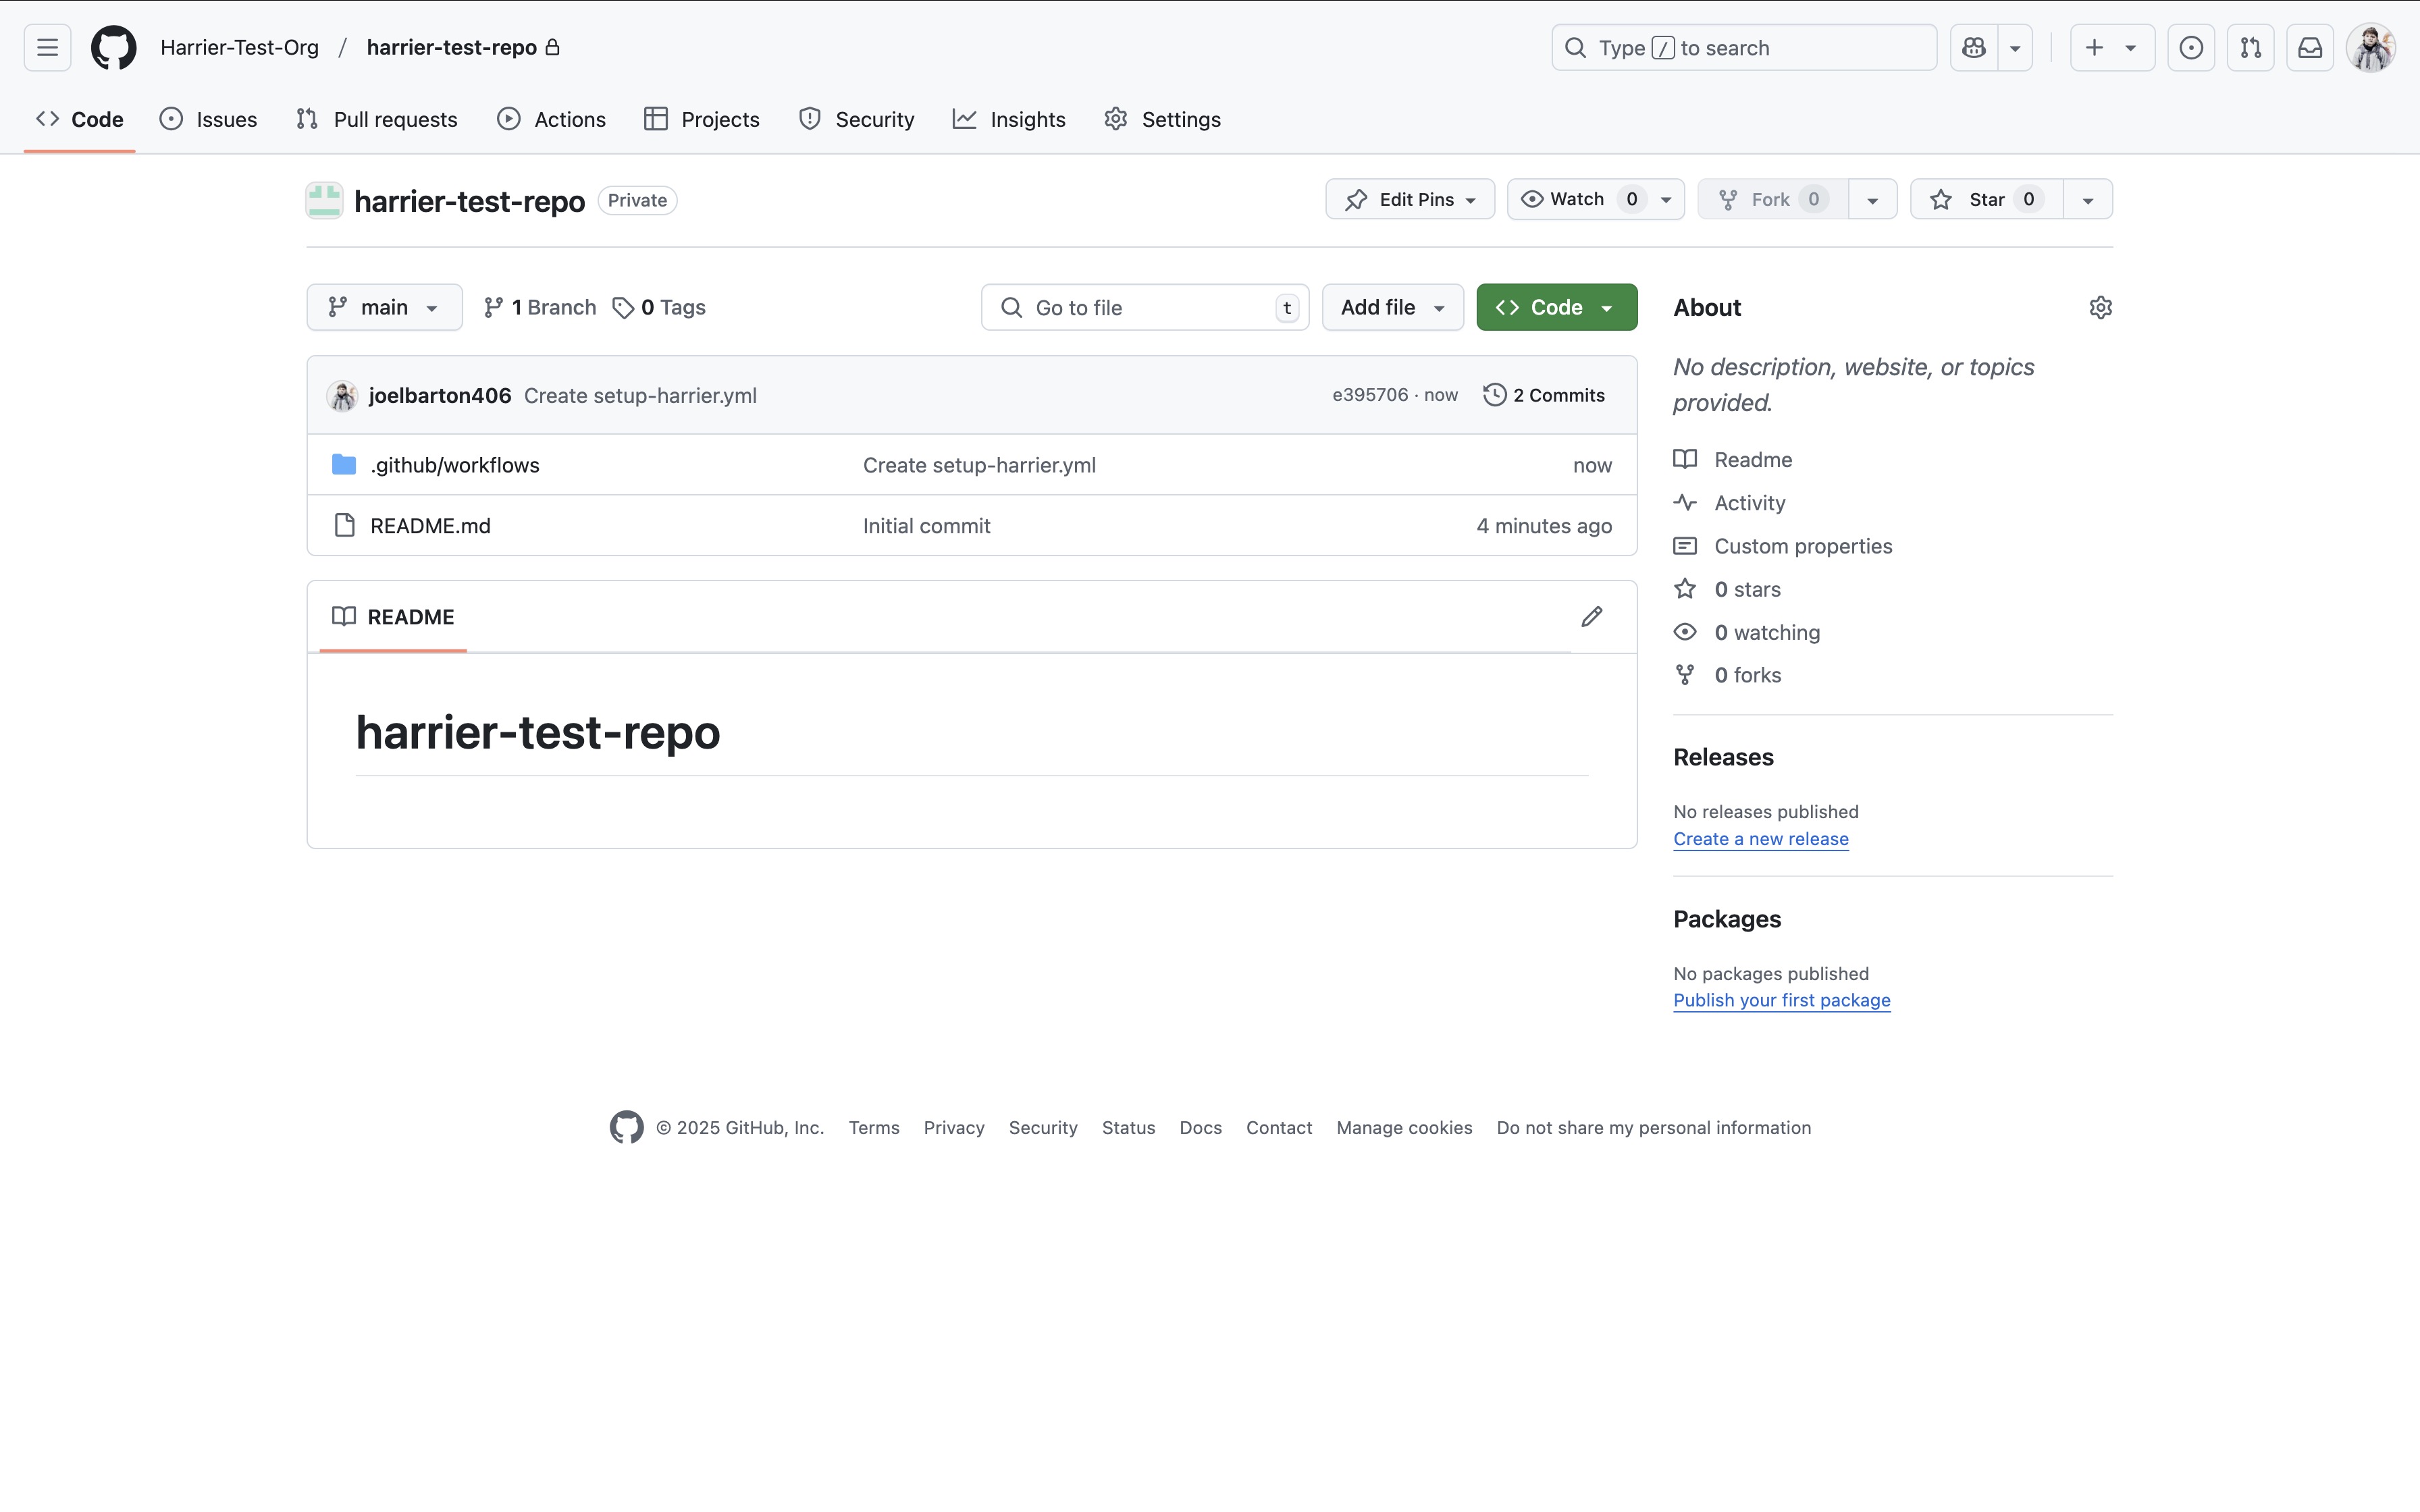 Harrier-Test-Org / harrier-test-repo
Type / to search
Code
Issues
Pull requests
Actions
Projects
Security
Insights
Settings
harrier-test-repo Private
Edit Pins
Watch 0
Fork 0
Star 0
main
1 Branch
0 Tags
Go to file t
Add file
Code
joelbarton406 Create setup-harrier.yml e395706 · now 2 Commits
.github/workflows Create setup-harrier.yml now
README.md Initial commit 4 minutes ago
README
harrier-test-repo
About
No description, website, or topics
provided.
Readme
Activity
Custom properties
0 stars
0 watching
0 forks
Releases
No releases published
Create a new release
Packages
No packages published
Publish your first package
© 2025 GitHub, Inc. Terms Privacy Security Status Docs Contact Manage cookies Do not share my personal information